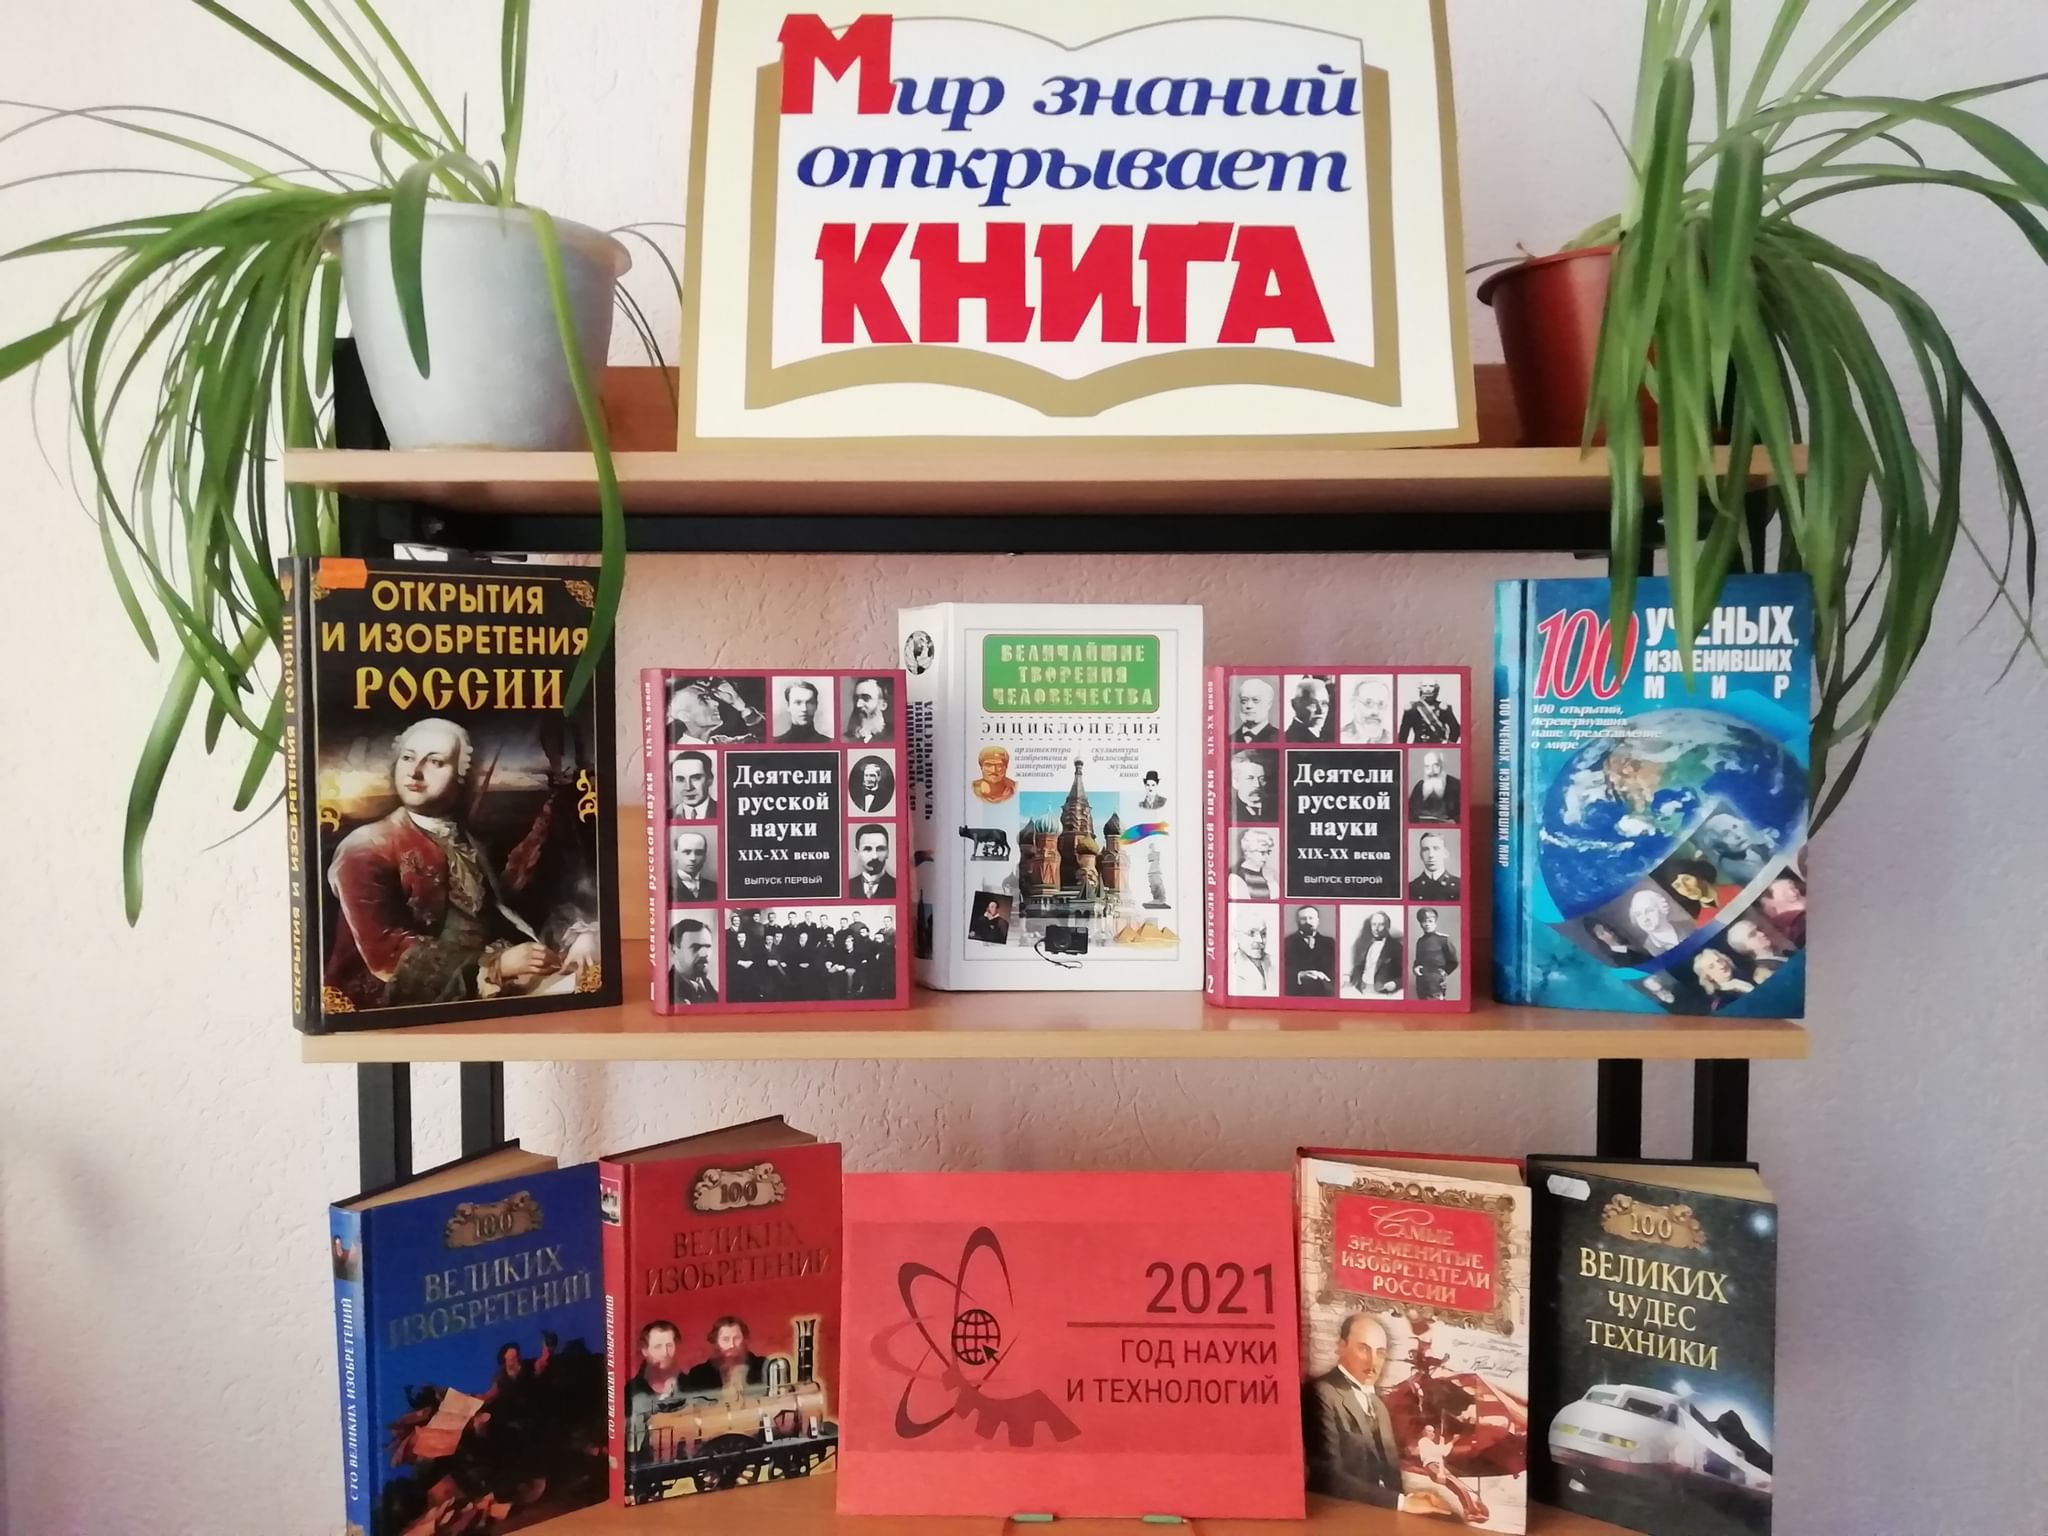 Мир знаний
открывает
КНИГА
ОТКРЫТИЯ
И ИЗОБРЕТЕНИЯ
РОССИИ
ОТКРЫТИЯ И ИЗОБРЕТЕНИЯ РОССИИ
Деятели
русской
науки
XIX-XX веков
ВЫПУСК ПЕРВЫЙ
1 Деятели русской науки XIX-XX веков
ВЕЛИЧАЙШИЕ
ТВОРЕНИЯ
ЧЕЛОВЕЧЕСТВА
ЭНЦИКЛОПЕДИЯ
архитектура
изобретения
литература
живопись
скульптура
философия
музыка
кино
ТВОРЕНИЯ
ЧЕЛОВЕЧЕСТВА
Деятели
русской
науки
XIX-XX веков
ВЫПУСК ВТОРОЙ
2 Деятели русской науки XIX-XX веков
100 УЧЕНЫХ,
ИЗМЕНИВШИХ
МИР
100 открытий,
перевернувших
наше представление
о мире
100 УЧЕНЫХ, ИЗМЕНИВШИХ МИР
100
ВЕЛИКИХ
ИЗОБРЕТЕНИЙ
СТО ВЕЛИКИХ ИЗОБРЕТЕНИЙ
100
ВЕЛИКИХ
ИЗОБРЕТЕНИЙ
СТО ВЕЛИКИХ ИЗОБРЕТЕНИЙ
2021
ГОД НАУКИ
И ТЕХНОЛОГИЙ
Самые
ЗНАМЕНИТЫЕ
ИЗОБРЕТАТЕЛИ
РОССИИ
100
ВЕЛИКИХ
ЧУДЕС
ТЕХНИКИ